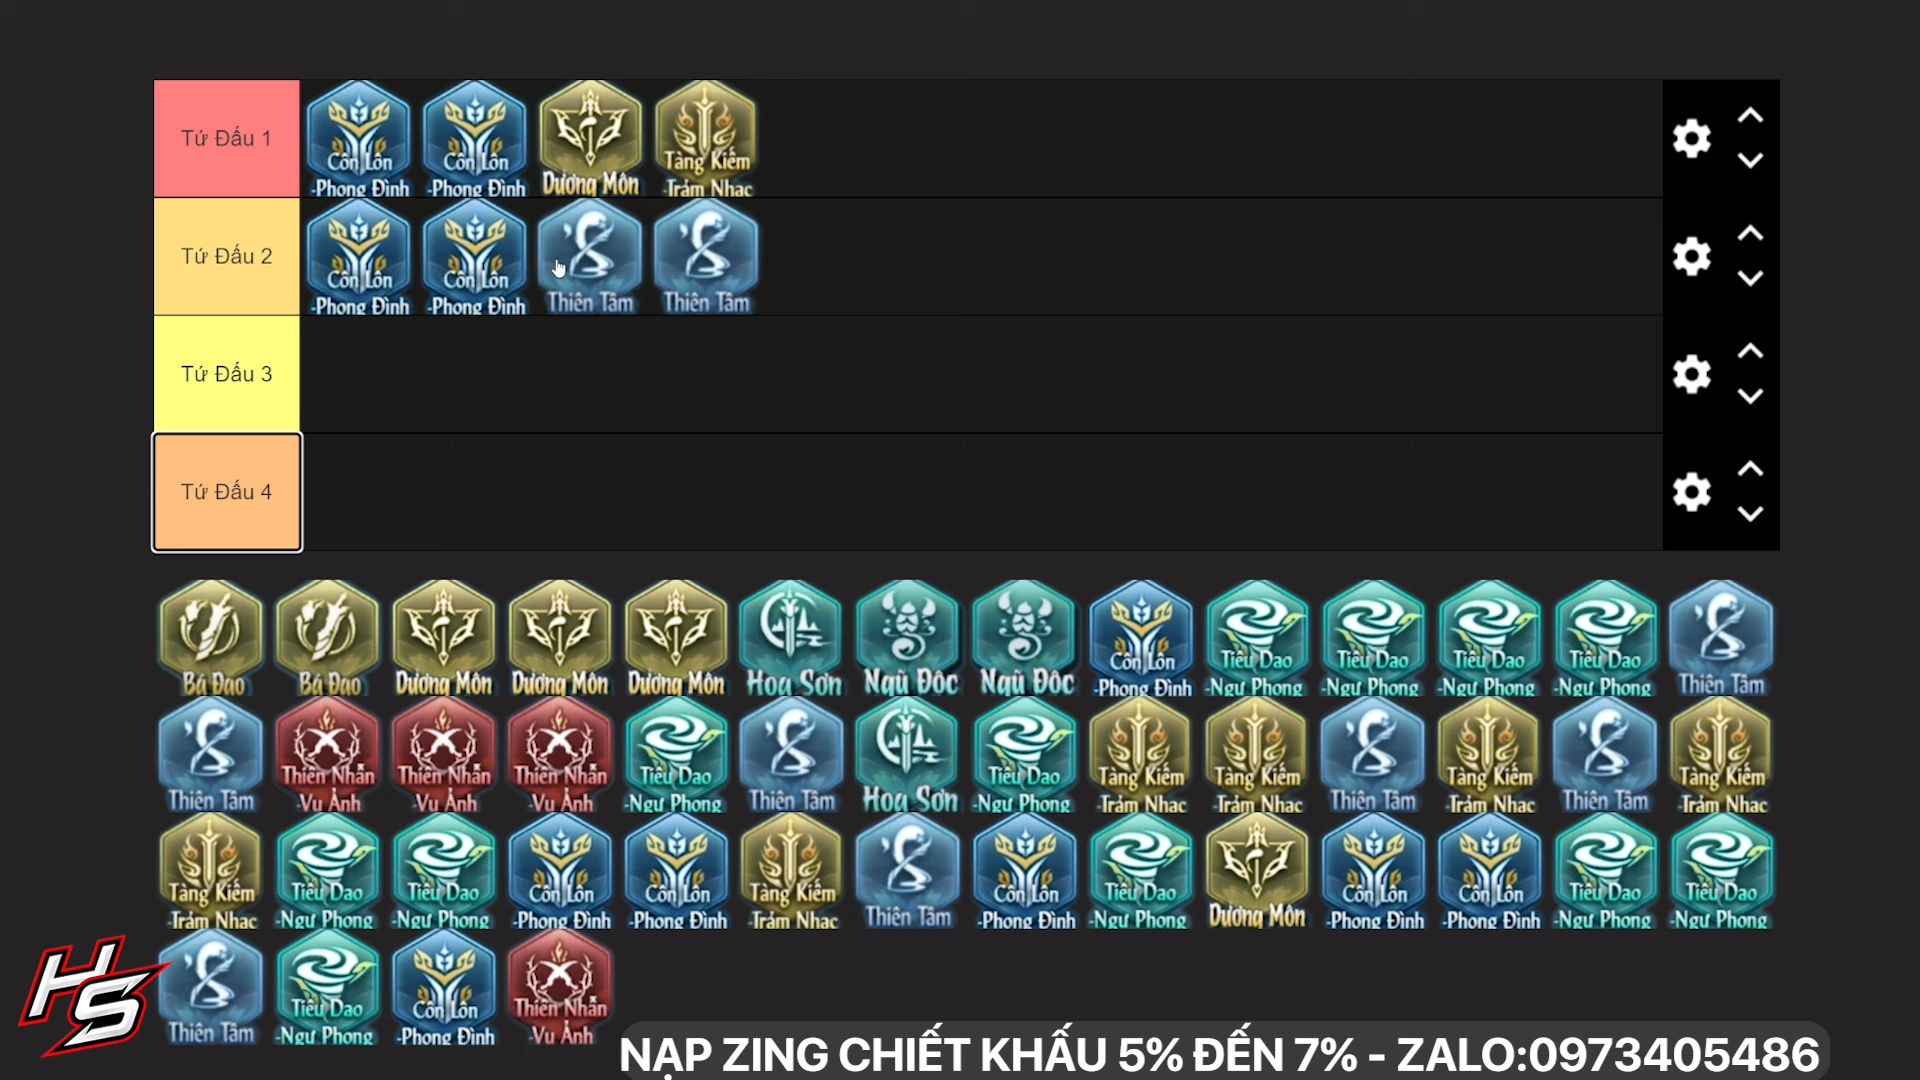 Tứ Đấu 1
Côn Lôn
-Phong Đình
Côn Lôn
-Phong Đình
Dương Môn
Tàng Kiếm
-Trảm Nhạc
Tứ Đấu 2
Côn Lôn
-Phong Đình
Côn Lôn
-Phong Đình
Thiên Tâm
Thiên Tâm
Tứ Đấu 3
Tứ Đấu 4
Bá Đao
Bá Đao
Dương Môn
Dương Môn
Dương Môn
Hoa Sơn
Ngũ Độc
Ngũ Độc
Côn Lôn
-Phong Đình
Tiêu Dao
-Ngự Phong
Tiêu Dao
-Ngự Phong
Tiêu Dao
-Ngự Phong
Tiêu Dao
-Ngự Phong
Thiên Tâm
Thiên Tâm
Thiên Nhẫn
-Vu Ảnh
Thiên Nhẫn
-Vu Ảnh
Thiên Nhẫn
-Vu Ảnh
Tiêu Dao
-Ngự Phong
Thiên Tâm
Hoa Sơn
Tiêu Dao
-Ngự Phong
Tàng Kiếm
-Trảm Nhạc
Tàng Kiếm
-Trảm Nhạc
Thiên Tâm
Tàng Kiếm
-Trảm Nhạc
Thiên Tâm
Tàng Kiếm
-Trảm Nhạc
Tàng Kiếm
-Trảm Nhạc
Tiêu Dao
-Ngự Phong
Tiêu Dao
-Ngự Phong
Côn Lôn
-Phong Đình
Côn Lôn
-Phong Đình
Tàng Kiếm
-Trảm Nhạc
Thiên Tâm
Côn Lôn
-Phong Đình
Tiêu Dao
-Ngự Phong
Dương Môn
Côn Lôn
-Phong Đình
Côn Lôn
-Phong Đình
Tiêu Dao
-Ngự Phong
Tiêu Dao
-Ngự Phong
Thiên Tâm
Tiêu Dao
-Ngự Phong
Côn Lôn
-Phong Đình
Thiên Nhẫn
-Vu Ảnh
HS
NẠP ZING CHIẾT KHẤU 5% ĐẾN 7% - ZALO:0973405486